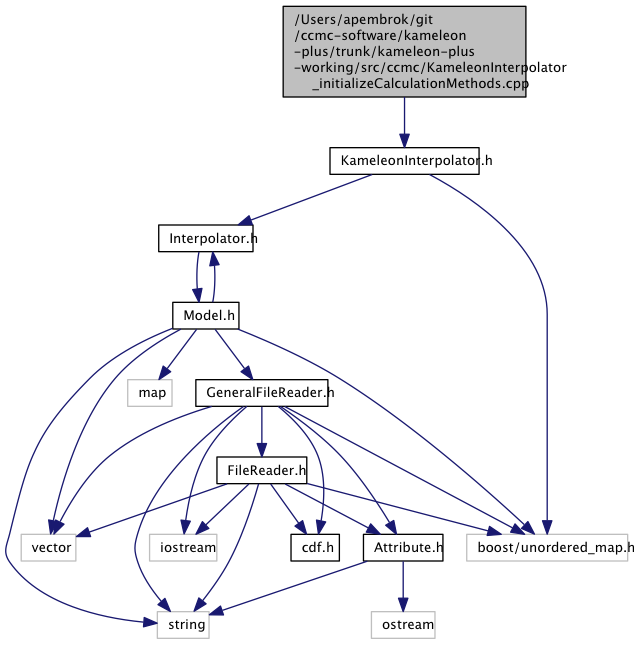 /Users/apembrok/git
/ccmc-software/kameleon
-plus/trunk/kameleon-plus
-working/src/ccmc/KameleonInterpolator
_initializeCalculationMethods.cpp
KameleonInterpolator.h
Interpolator.h
Model.h
map
GeneralFileReader.h
FileReader.h
vector
iostream
cdf.h
Attribute.h
boost/unordered_map.h
string
ostream